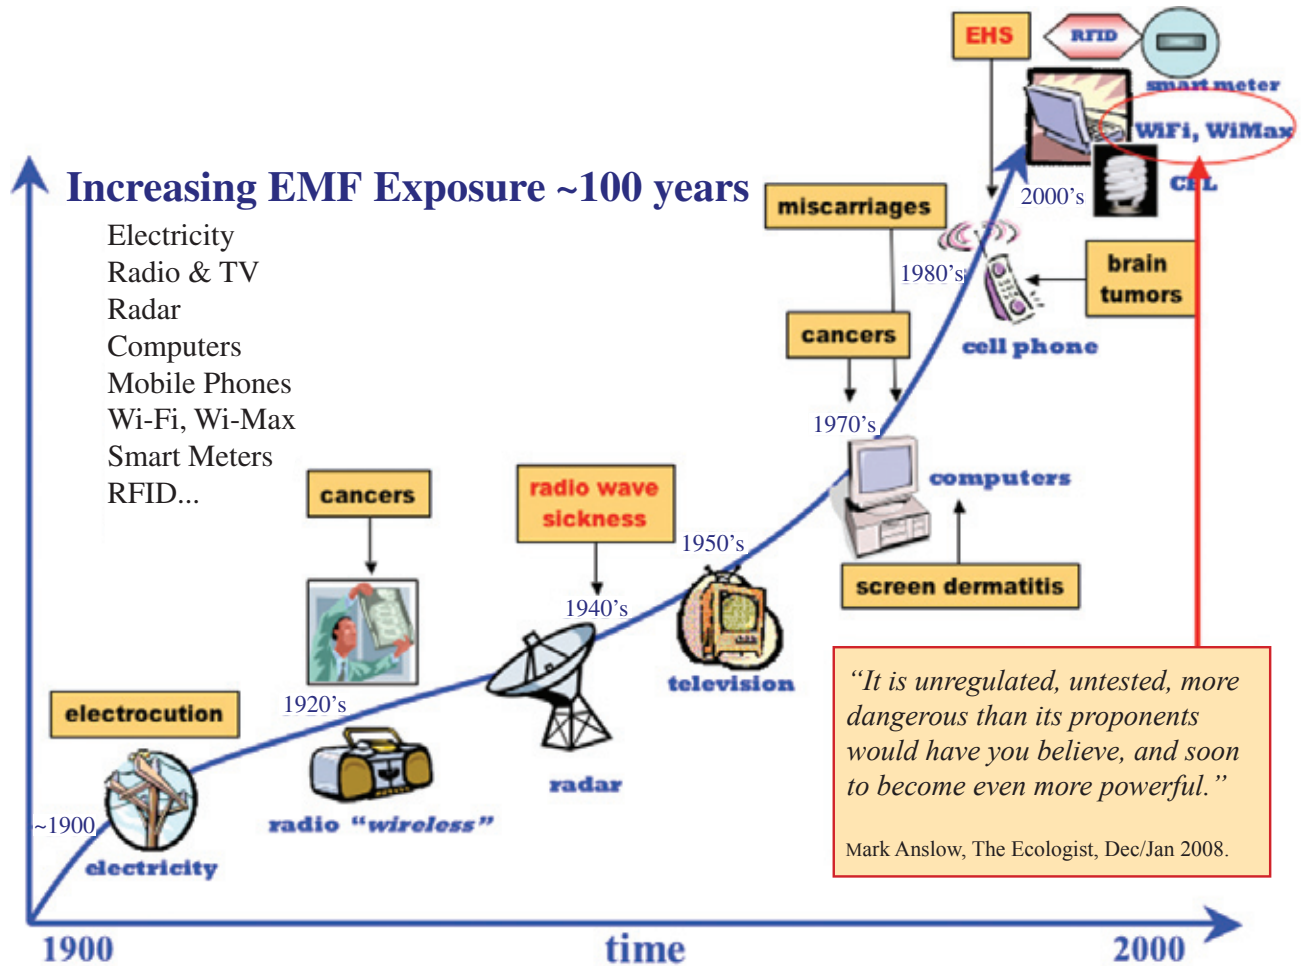 EHS
RFID
smart meter
WiFi, WiMax
CFL
Increasing EMF Exposure ~100 years
Electricity
Radio & TV
Radar
Computers
Mobile Phones
Wi-Fi, Wi-Max
Smart Meters
RFID...
miscarriages
2000's
1980's
brain
tumors
cancers
cell phone
1970's
computers
cancers
radio wave
sickness
1950's
screen dermatitis
1940's
television
1920's
electrocution
radar
~1900
radio “wireless”
electricity
“It is unregulated, untested, more
dangerous than its proponents
would have you believe, and soon
to become even more powerful.”
Mark Anslow, The Ecologist, Dec/Jan 2008.
1900
time
2000